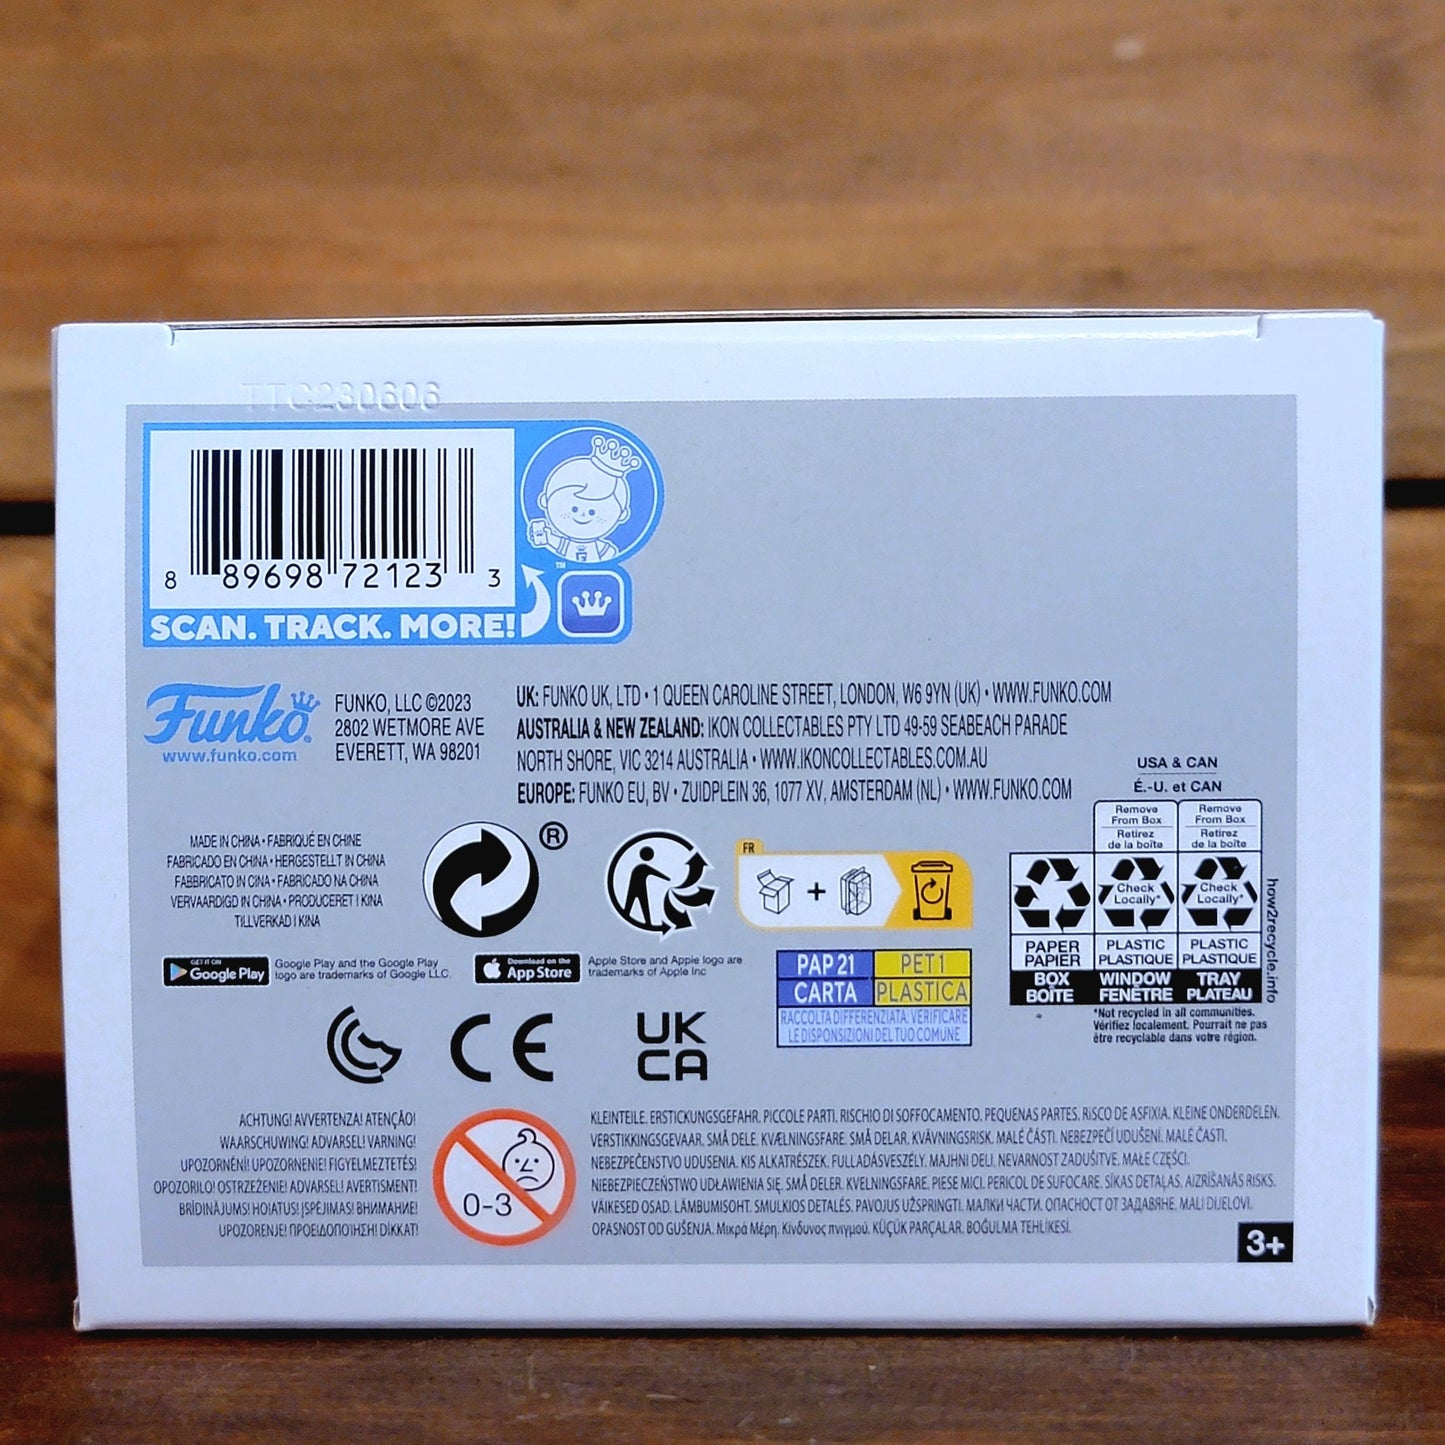 TTC230606
8 89698 72123 3
™
SCAN. TRACK. MORE!
Funko®
www.funko.com
FUNKO, LLC ©2023
2802 WETMORE AVE
EVERETT, WA 98201
UK: FUNKO UK, LTD • 1 QUEEN CAROLINE STREET, LONDON, W6 9YN (UK) • WWW.FUNKO.COM
AUSTRALIA & NEW ZEALAND: IKON COLLECTABLES PTY LTD 49-59 SEABEACH PARADE
NORTH SHORE, VIC 3214 AUSTRALIA • WWW.IKONCOLLECTABLES.COM.AU
EUROPE: FUNKO EU, BV • ZUIDPLEIN 36, 1077 XV, AMSTERDAM (NL) • WWW.FUNKO.COM
MADE IN CHINA • FABRIQUÉ EN CHINE
FABRICADO EN CHINA • HERGESTELLT IN CHINA
FABBRICATO IN CINA • FABRICADO NA CHINA
VERVAARDIGD IN CHINA • PRODUCERET I KINA
TILLVERKAD I KINA
®
FR
+
USA & CAN
É.-U. et CAN
Remove
From Box
Retirez
de la boîte
Remove
From Box
Retirez
de la boîte
Check
Locally*
Check
Locally*
PAPER
PAPIER
PLASTIC
PLASTIQUE
PLASTIC
PLASTIQUE
BOX
BOÎTE
WINDOW
FENÊTRE
TRAY
PLATEAU
how2recycle.info
*Not recycled in all communities.
Vérifiez localement. Pourrait ne pas
être recyclable dans votre région.
GET IT ON
Google Play
Google Play and the Google Play
logo are trademarks of Google LLC.
Download on the
App Store
Apple Store and Apple logo are
trademarks of Apple Inc
PAP 21
PET 1
CARTA
PLASTICA
RACCOLTA DIFFERENZIATA. VERIFICARE
LE DISPOSIZIONI DEL TUO COMUNE
CE
UK
CA
ACHTUNG! AVVERTENZA! ATENÇÃO!
WAARSCHUWING! ADVARSEL! VARNING!
UPOZORNĚNÍ! UPOZORNENIE! FIGYELMEZTETÉS!
OPOZORILO! OSTRZEŻENIE! ADVARSEL! AVERTISMENT!
BRĪDINĀJUMS! HOIATUS! ĮSPĖJIMAS! ВНИМАНИЕ!
UPOZORENJE! ΠΡΟΕΙΔΟΠΟΙΗΣΗ! DİKKAT!
0-3
KLEINTEILE. ERSTICKUNGSGEFAHR. PICCOLE PARTI. RISCHIO DI SOFFOCAMENTO. PEQUENAS PARTES. RISCO DE ASFIXIA. KLEINE ONDERDELEN.
VERSTIKKINGSGEVAAR. SMÅ DELE. KVÆLNINGSFARE. SMÅ DELAR. KVÄVNINGSRISK. MALÉ ČÁSTI. NEBEZPEČÍ UDUŠENÍ. MALÉ ČASTI.
NEBEZPEČENSTVO UDUSENIA. KIS ALKATRÉSZEK. FULLADÁSVESZÉLY. MAJHNI DELI. NEVARNOST ZADUŠITVE. MAŁE CZĘŚCI.
NIEBEZPIECZEŃSTWO UDŁAWIENIA SIĘ. SMÅ DELER. KVELNINGSFARE. PIESE MICI. PERICOL DE SUFOCARE. SĪKAS DETAĻAS. AIZRĪŠANĀS RISKS.
VÄIKESED OSAD. LÄMBUMISOHT. SMULKIOS DETALĖS. PAVOJUS UŽSPRINGTI. МАЛКИ ЧАСТИ. ОПАСНОСТ ОТ ЗАДАВЯНЕ. MALI DIJELOVI.
OPASNOST OD GUŠENJA. Μικρά Μέρη. Κίνδυνος πνιγμού. KÜÇÜK PARÇALAR. BOĞULMA TEHLİKESİ.
3+